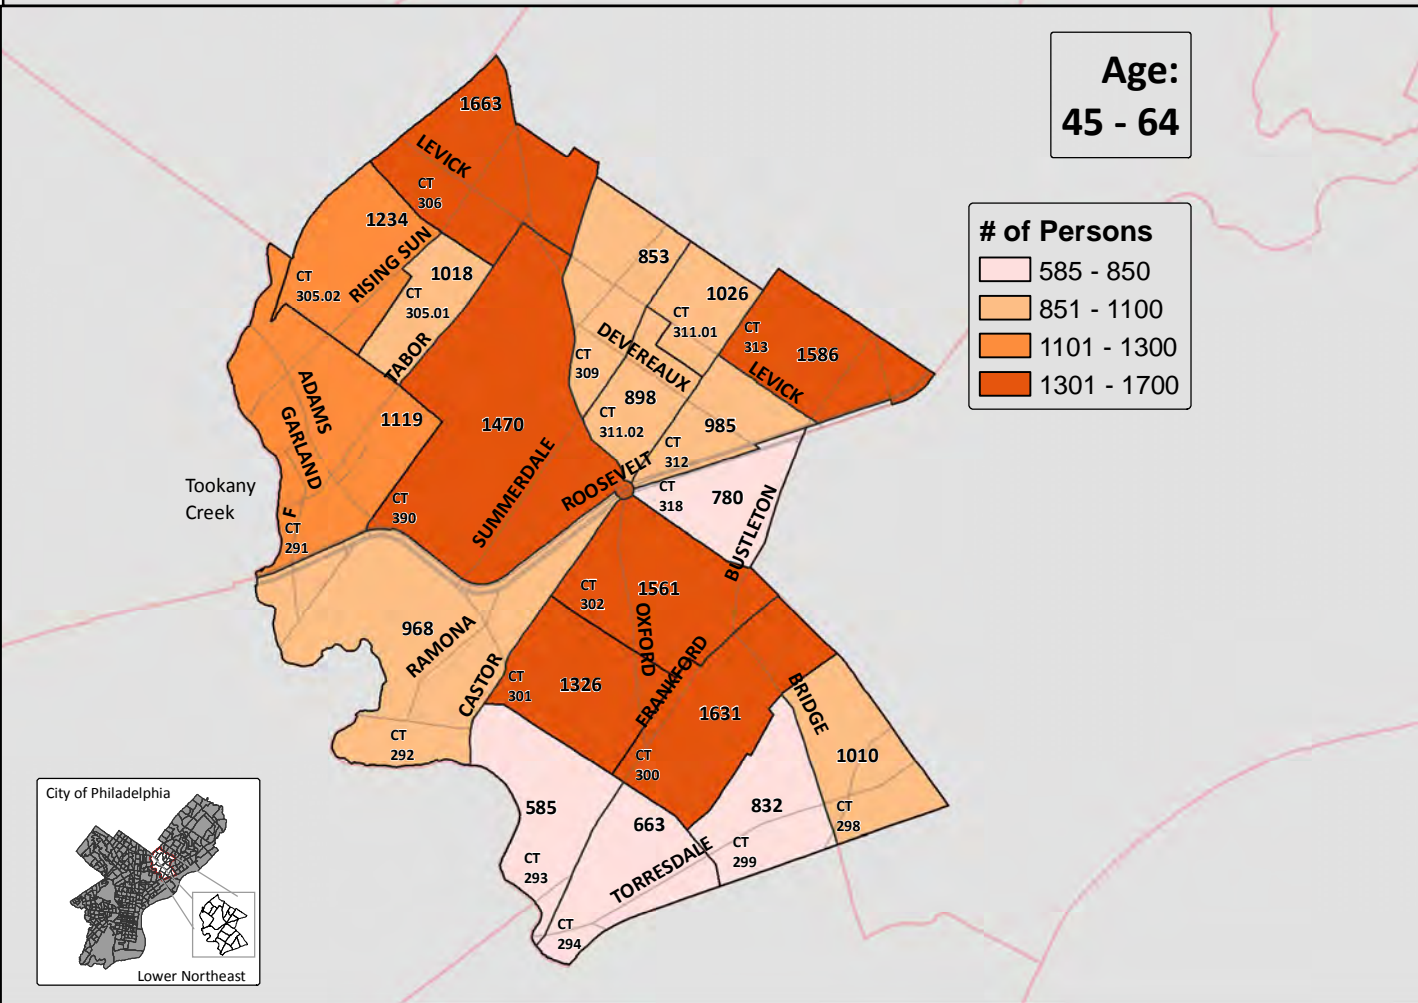 Age:
45 - 64
# of Persons
585 - 850
851 - 1100
1101 - 1300
1301 - 1700
1663
LEVICK
CT
306
1234
RISING SUN
CT
305.02
1018
CT
305.01
TABOR
853
1026
CT
311.01
CT
313
1586
LEVICK
DEVEREAUX
CT
309
898
CT
311.02
985
CT
312
ADAMS
GARLAND
1119
1470
SUMMERDALE
ROOSEVELT
CT
390
F
CT
291
Tookany
Creek
CT
318
780
BUSTLETON
CT
302
1561
OXFORD
968
RAMONA
CASTOR
CT
301
1326
FRANKFORD
1631
BRIDGE
CT
292
CT
300
1010
CT
298
585
663
832
CT
293
TORRESDALE
CT
299
CT
294
City of Philadelphia
Lower Northeast